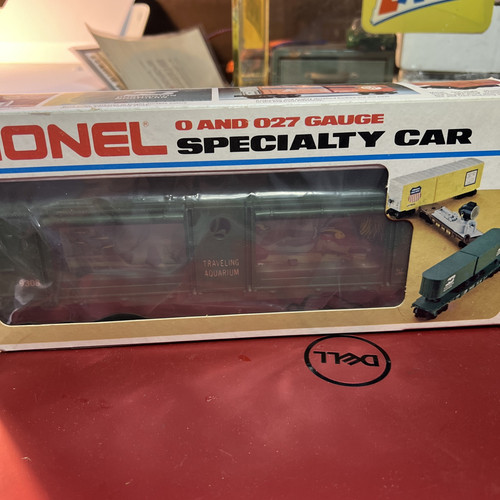 IONEL
O AND O27 GAUGE
SPECIALTY CAR
TRAVELING
AQUARIUM
DELL